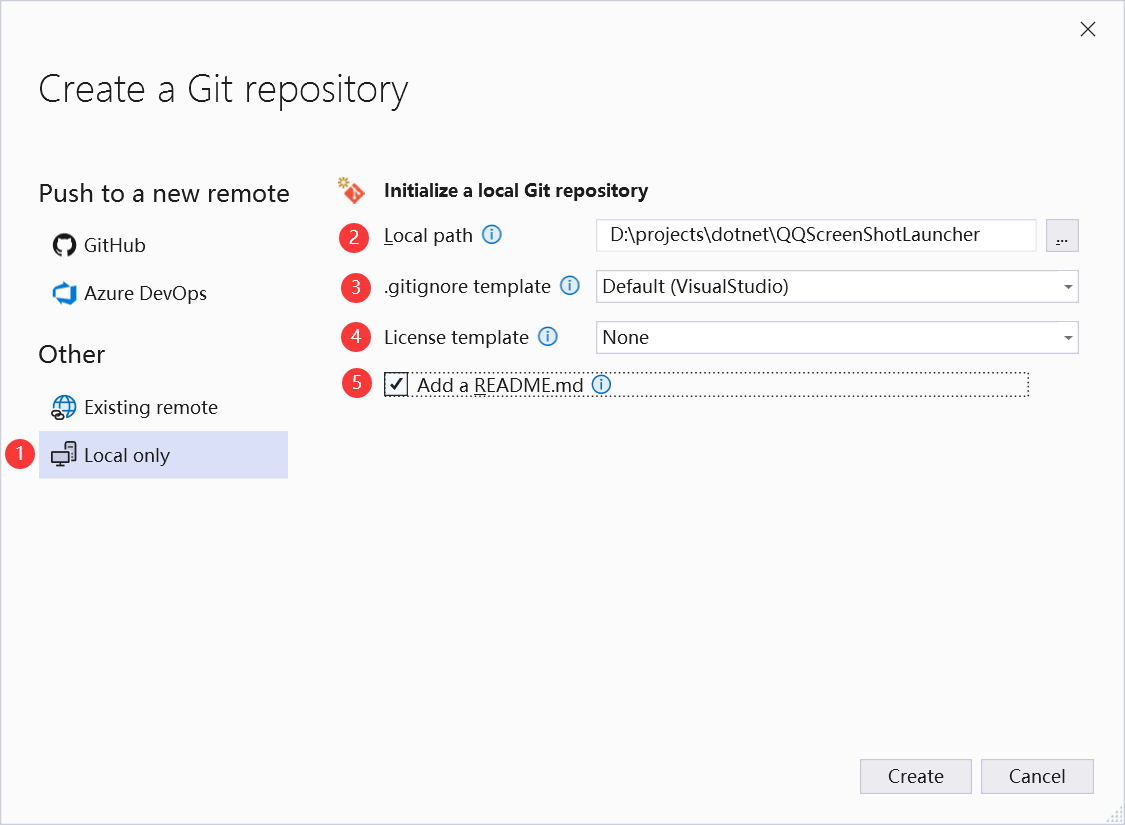 Create a Git repository
Push to a new remote
GitHub
Azure DevOps
Other
Existing remote
1 Local only
Initialize a local Git repository
2 Local path D:\projects\dotnet\QQScreenShotLauncher ...
3 .gitignore template Default (VisualStudio)
4 License template None
5 Add a README.md
Create Cancel